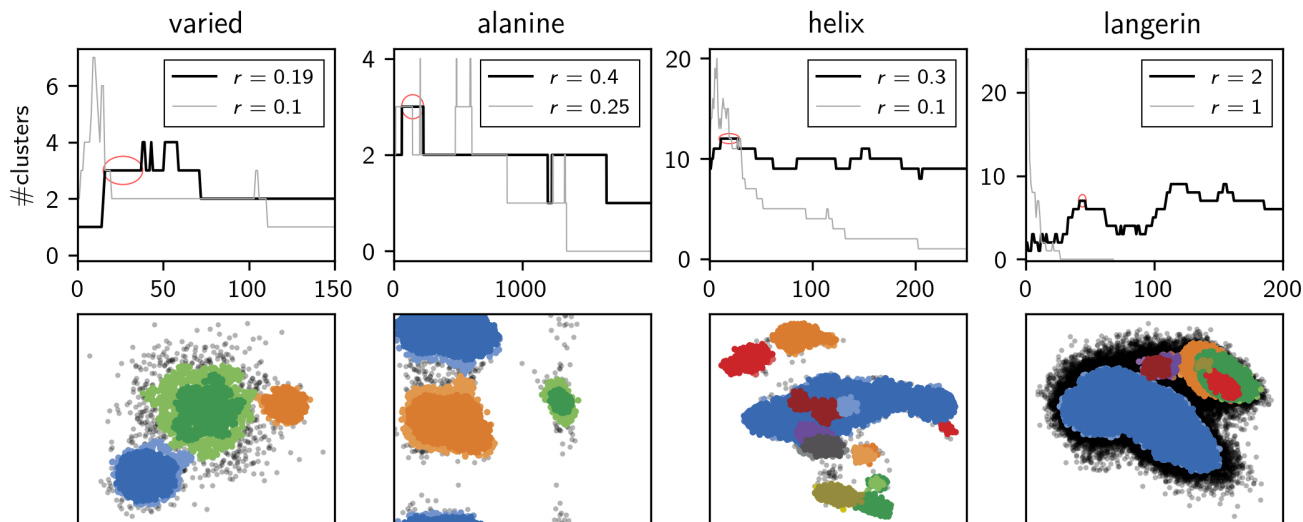 varied
alanine
helix
langerin
#clusters
6
4
2
0
r = 0.19
r = 0.1
0
50
100
150
4
2
0
r = 0.4
r = 0.25
0
1000
20
10
0
r = 0.3
r = 0.1
0
100
200
20
10
0
r = 2
r = 1
0
100
200